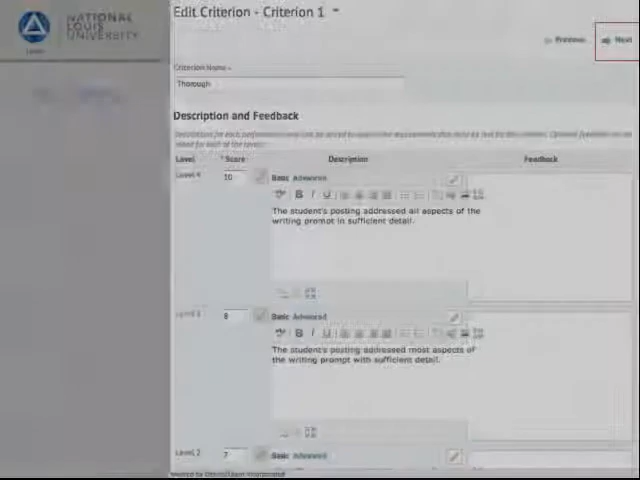 NATIONAL
LOUIS
UNIVERSITY
Edit Criterion - Criterion 1
Previous
Next
Criterion Name
Thorough
Description and Feedback
Level * Score Description Feedback
Level 4 10 Basic Advanced
B I U
The student's posting addressed all aspects of the
writing prompt in sufficient detail.
Level 3 8 Basic Advanced
B I U
The student's posting addressed most aspects of
the writing prompt with sufficient detail.
Level 2 7 Basic Advanced